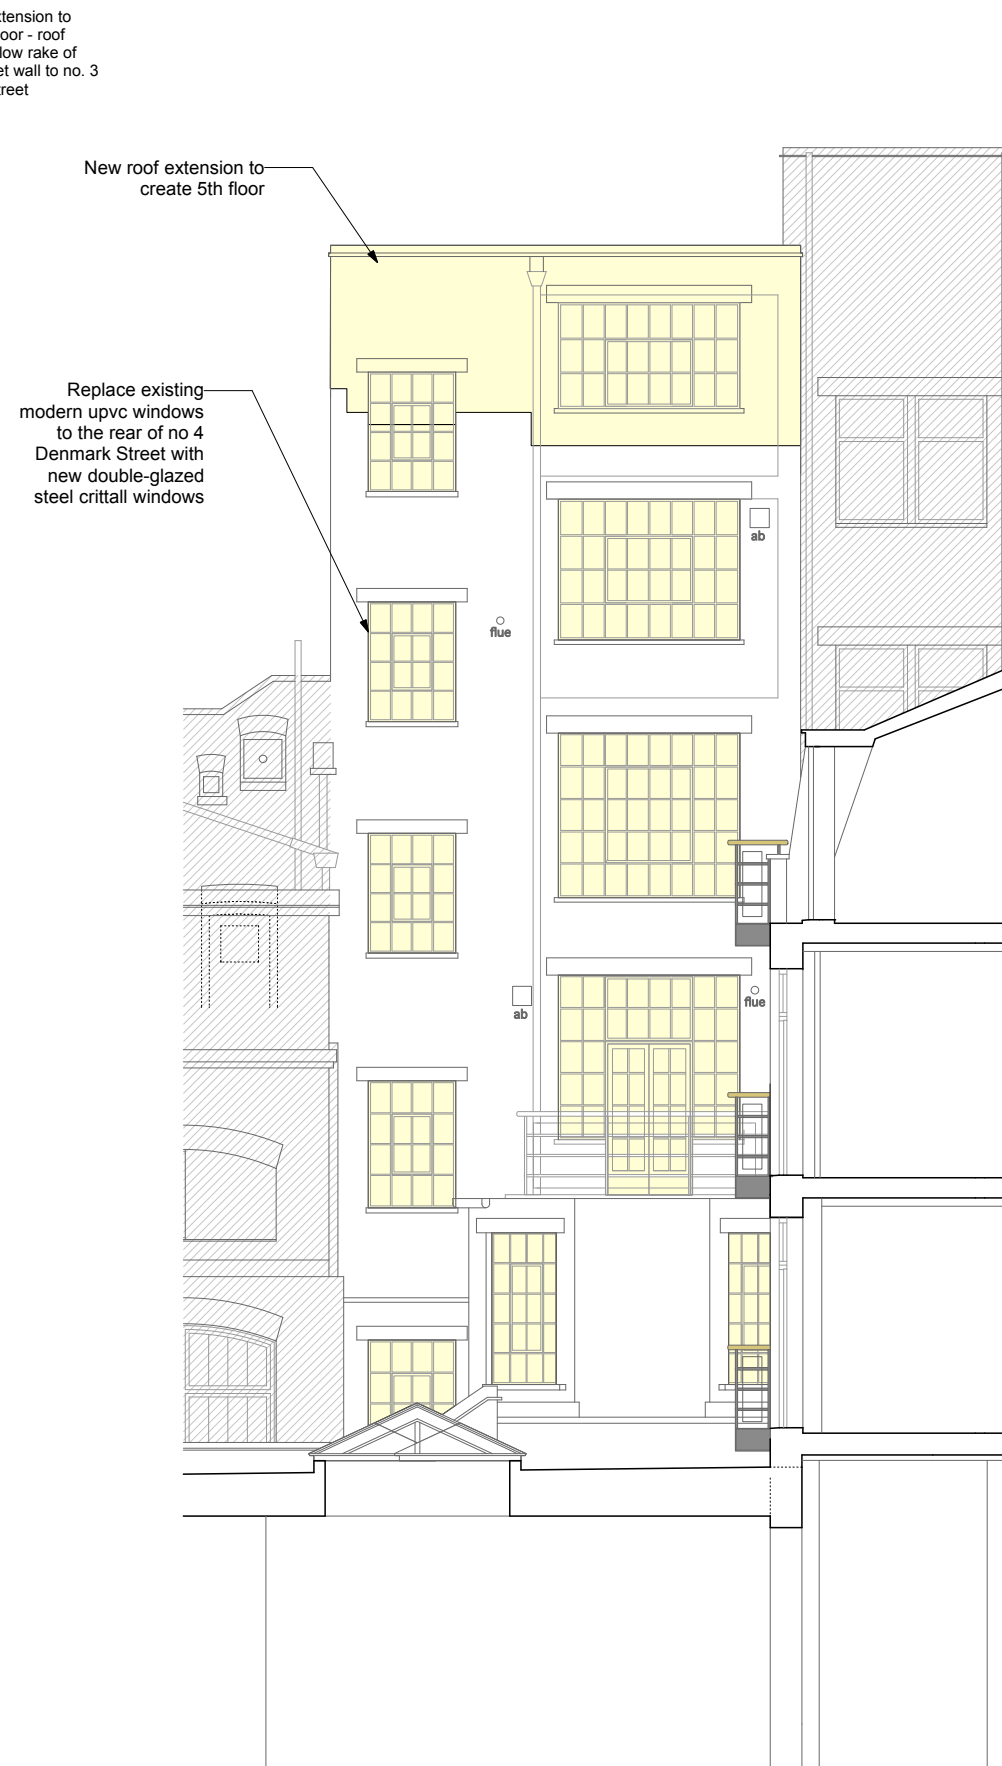 tension to
oor - roof
low rake of
et wall to no. 3
treet
New roof extension to
create 5th floor
Replace existing
modern upvc windows
to the rear of no 4
Denmark Street with
new double-glazed
steel crittall windows
ab
flue
ab
flue